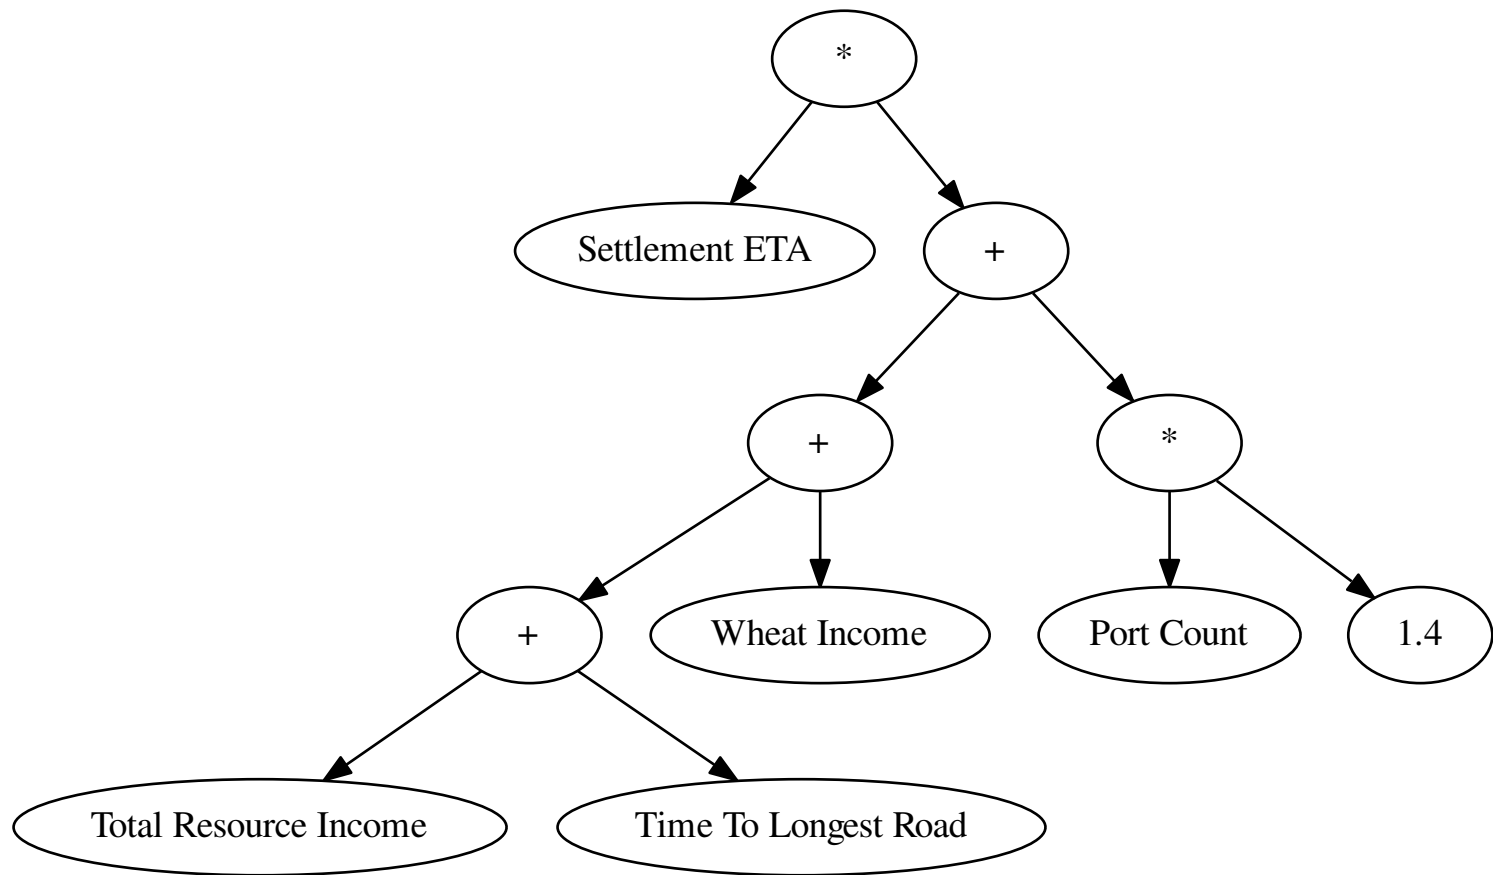 *
Settlement ETA
+
+
*
+
Wheat Income
Port Count
1.4
Total Resource Income
Time To Longest Road